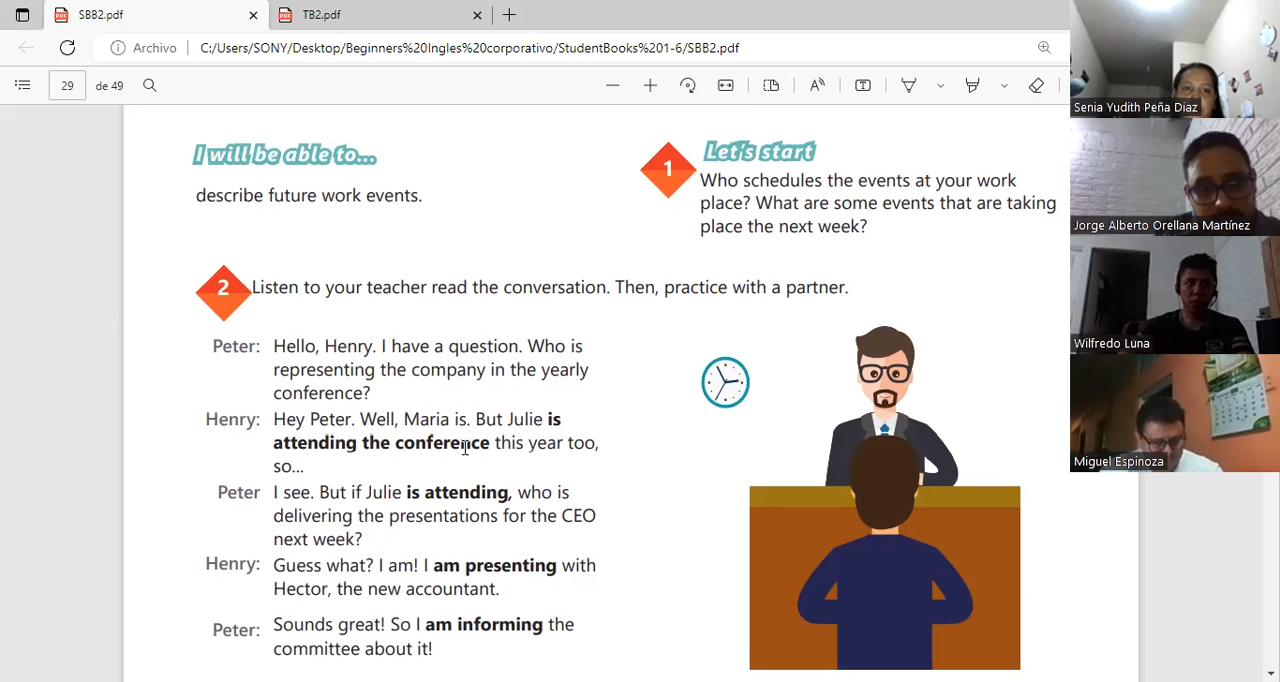 SBB2.pdf
TB2.pdf
Archivo
C:/Users/SONY/Desktop/Beginners%20Ingles%20corporativo/StudentBooks%201-6/SBB2.pdf
29
de 49
I will be able to...
describe future work events.
1
Let's start
Who schedules the events at your work
place? What are some events that are taking
place the next week?
2
Listen to your teacher read the conversation. Then, practice with a partner.
Peter: Hello, Henry. I have a question. Who is
representing the company in the yearly
conference?
Henry: Hey Peter. Well, Maria is. But Julie is
attending the conference this year too,
so...
Peter I see. But if Julie is attending, who is
delivering the presentations for the CEO
next week?
Henry: Guess what? I am! I am presenting with
Hector, the new accountant.
Peter: Sounds great! So I am informing the
committee about it!
Senia Yudith Peña Diaz
Jorge Alberto Orellana Martínez
Wilfredo Luna
Miguel Espinoza